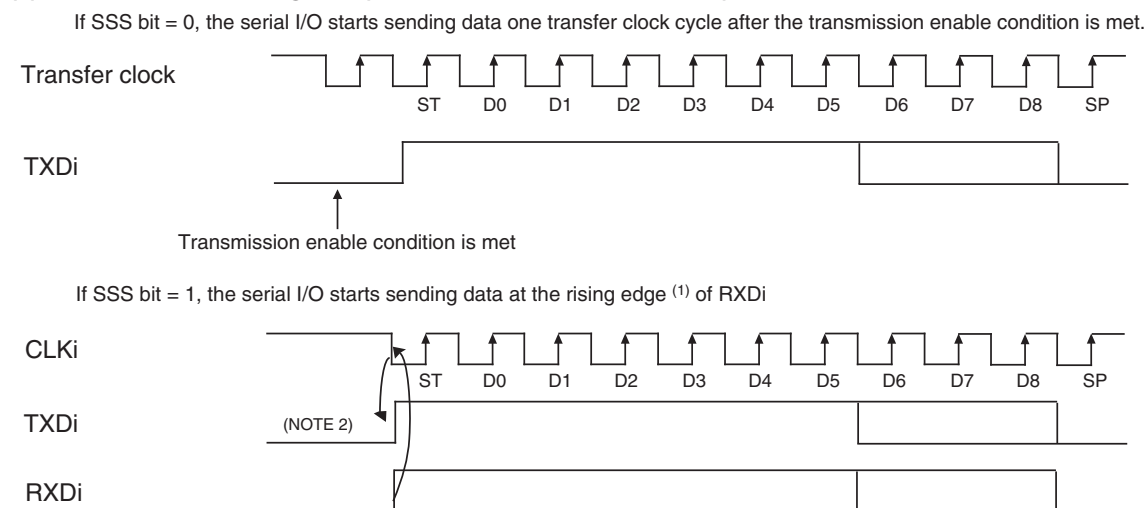 If SSS bit = 0, the serial I/O starts sending data one transfer clock cycle after the transmission enable condition is met.
Transfer clock
ST D0 D1 D2 D3 D4 D5 D6 D7 D8 SP
TXDi
Transmission enable condition is met
If SSS bit = 1, the serial I/O starts sending data at the rising edge (1) of RXDi
CLKi
ST D0 D1 D2 D3 D4 D5 D6 D7 D8 SP
TXDi (NOTE 2)
RXDi